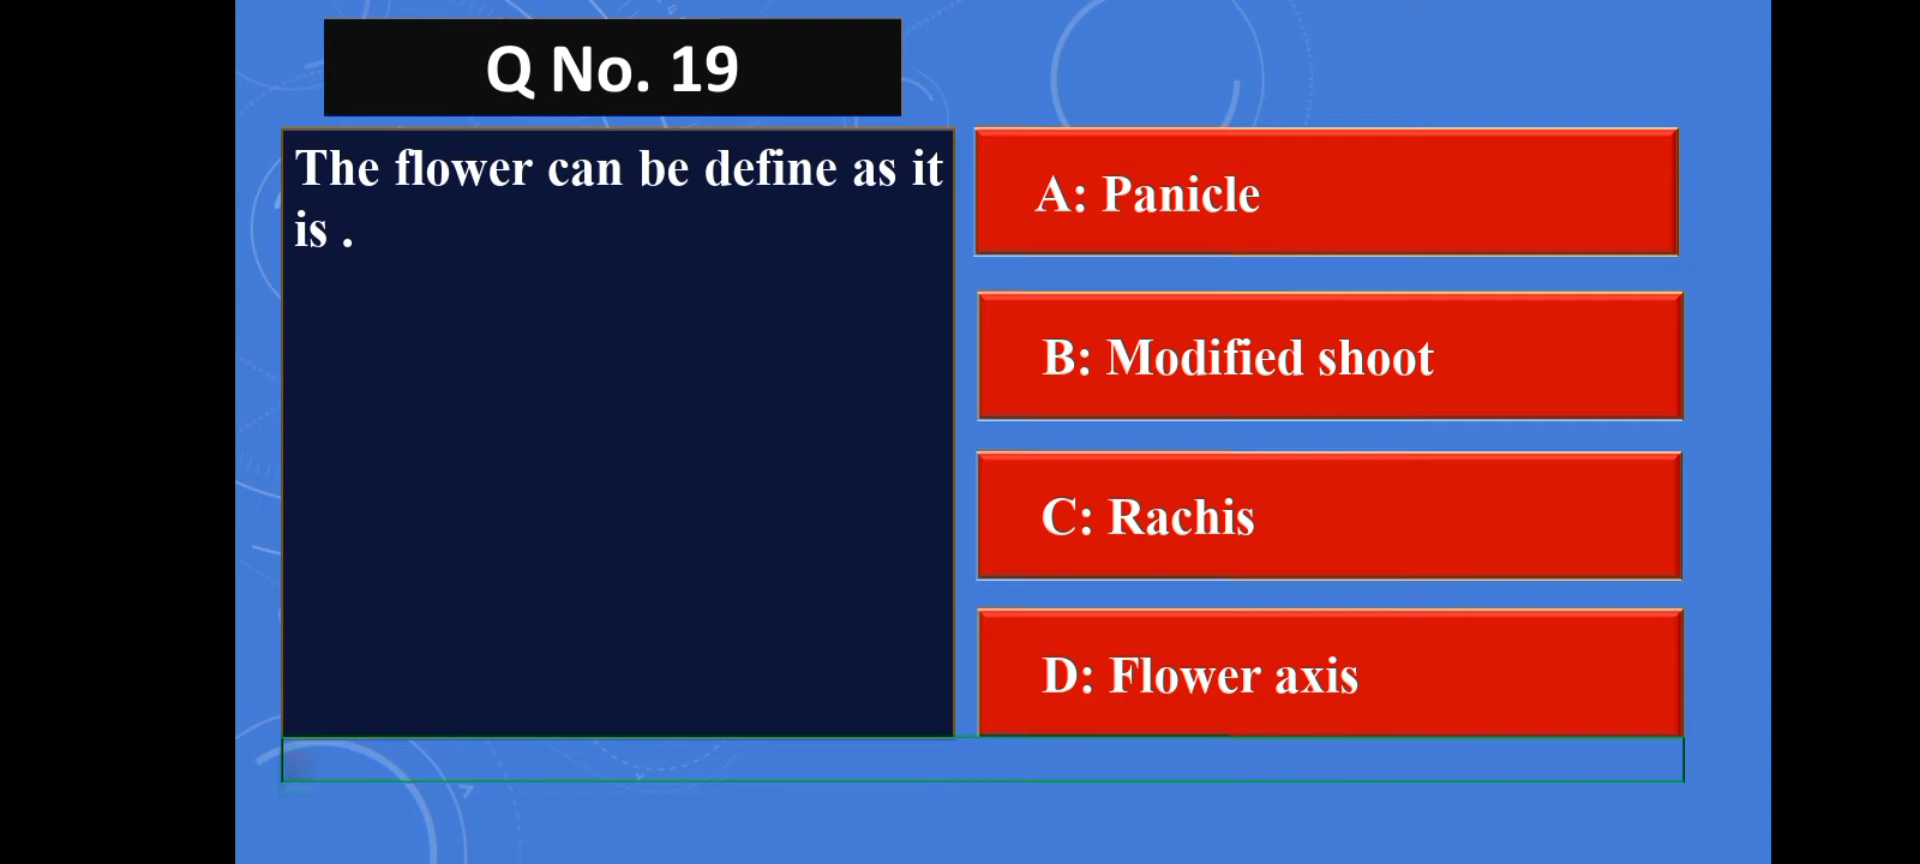 Q No. 19
The flower can be define as it
is .
A: Panicle
B: Modified shoot
C: Rachis
D: Flower axis